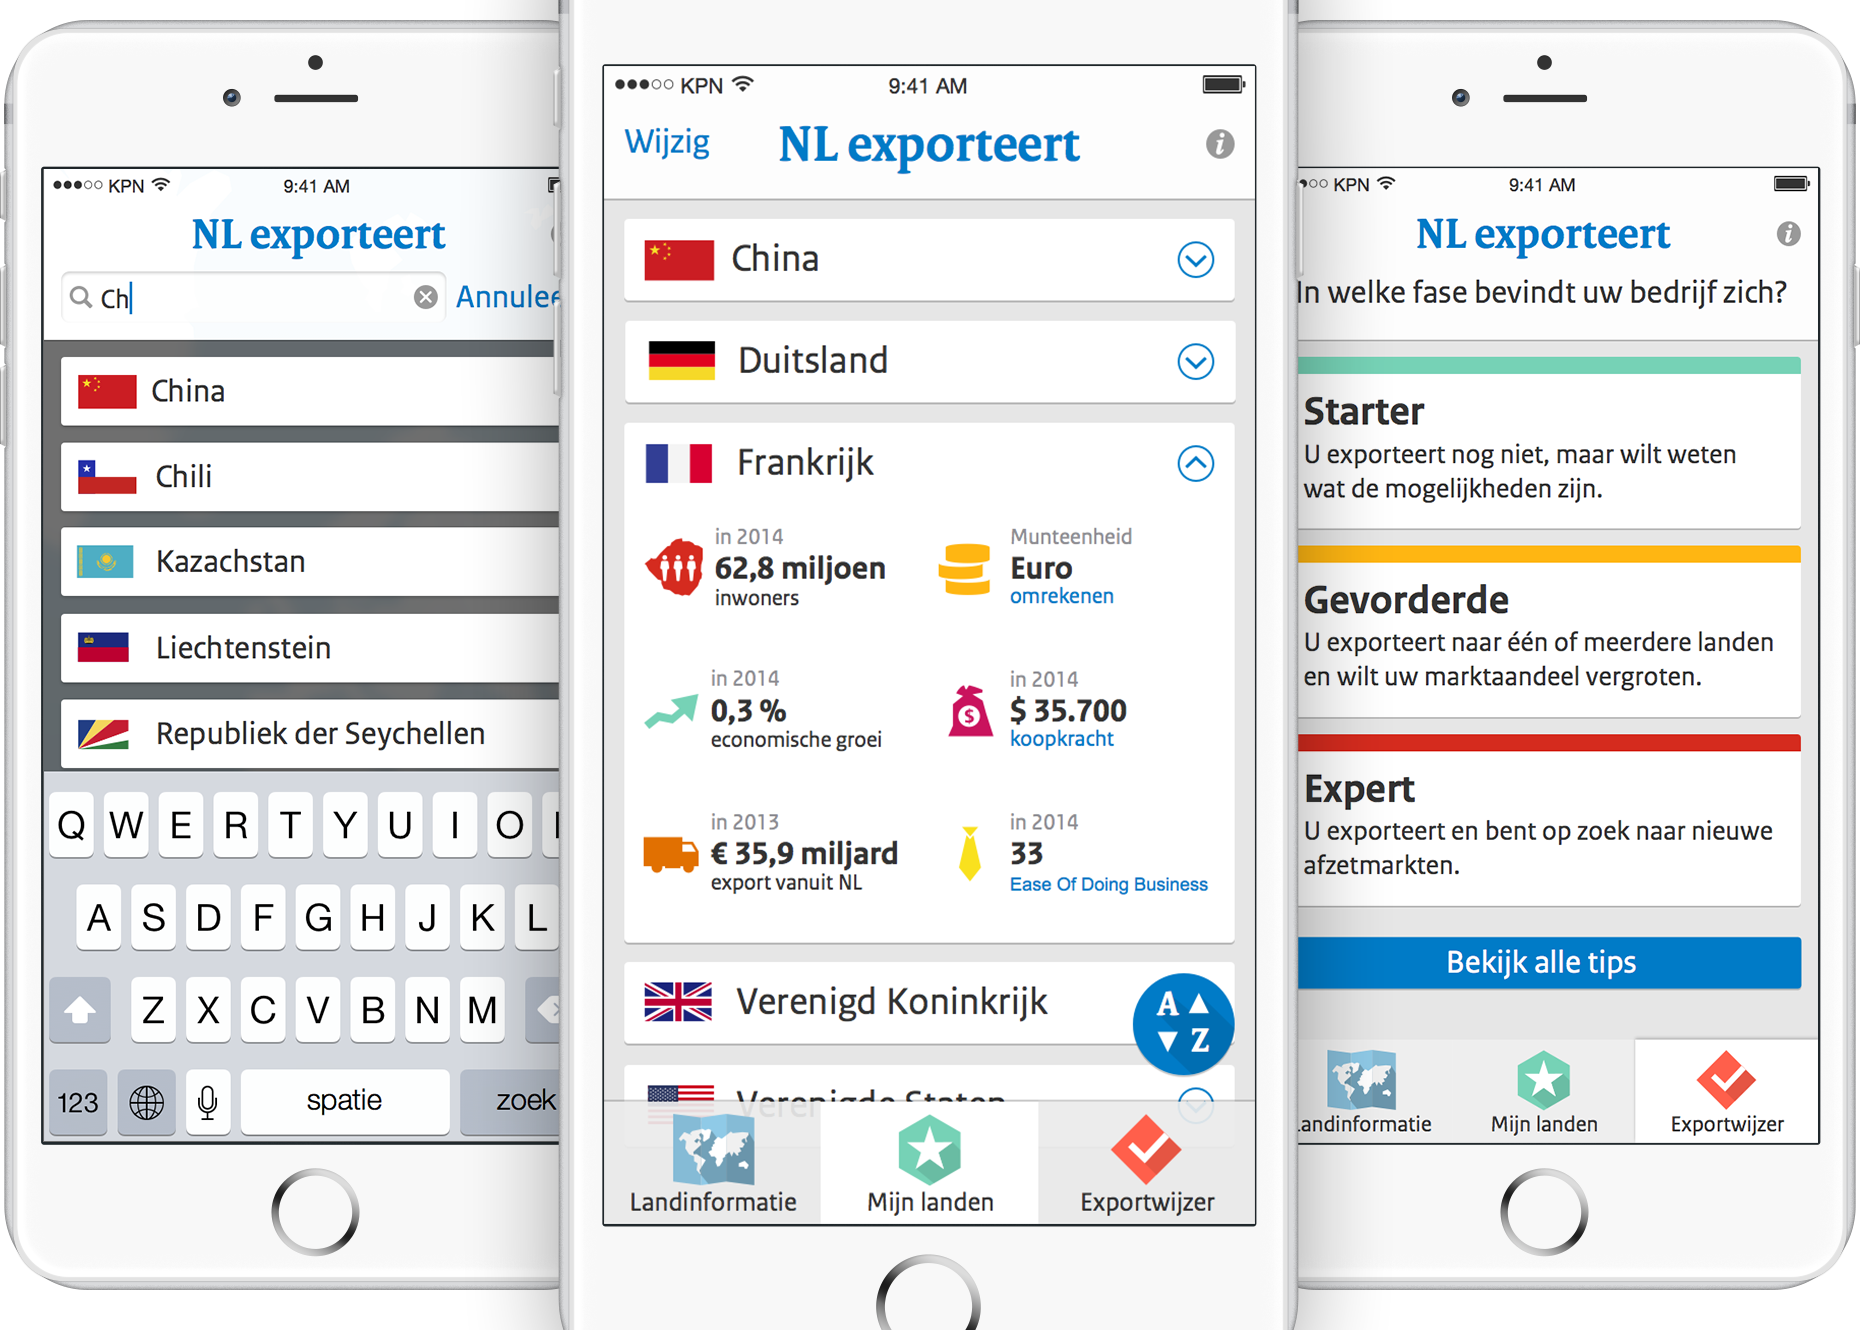 KPN
9:41 AM
NL exporteert
Ch
Annulee
China
Chili
Kazachstan
Liechtenstein
Republiek der Seychellen
Q W E R T Y U I O
A S D F G H J K L
Z X C V B N M
123
spatie
zoek
KPN
9:41 AM
Wijzig
NL exporteert
i
China
Duitsland
Frankrijk
in 2014
62,8 miljoen
inwoners
Munteenheid
Euro
omrekenen
in 2014
0,3 %
economische groei
in 2014
$
$ 35.700
koopkracht
in 2013
€ 35,9 miljard
export vanuit NL
in 2014
33
Ease Of Doing Business
Verenigd Koninkrijk
A
Z
Verenigde Staten
Landinformatie
Mijn landen
Exportwijzer
KPN
9:41 AM
NL exporteert
i
In welke fase bevindt uw bedrijf zich?
Starter
U exporteert nog niet, maar wilt weten
wat de mogelijkheden zijn.
Gevorderde
U exporteert naar één of meerdere landen
en wilt uw marktaandeel vergroten.
Expert
U exporteert en bent op zoek naar nieuwe
afzetmarkten.
Bekijk alle tips
andinformatie
Mijn landen
Exportwijzer